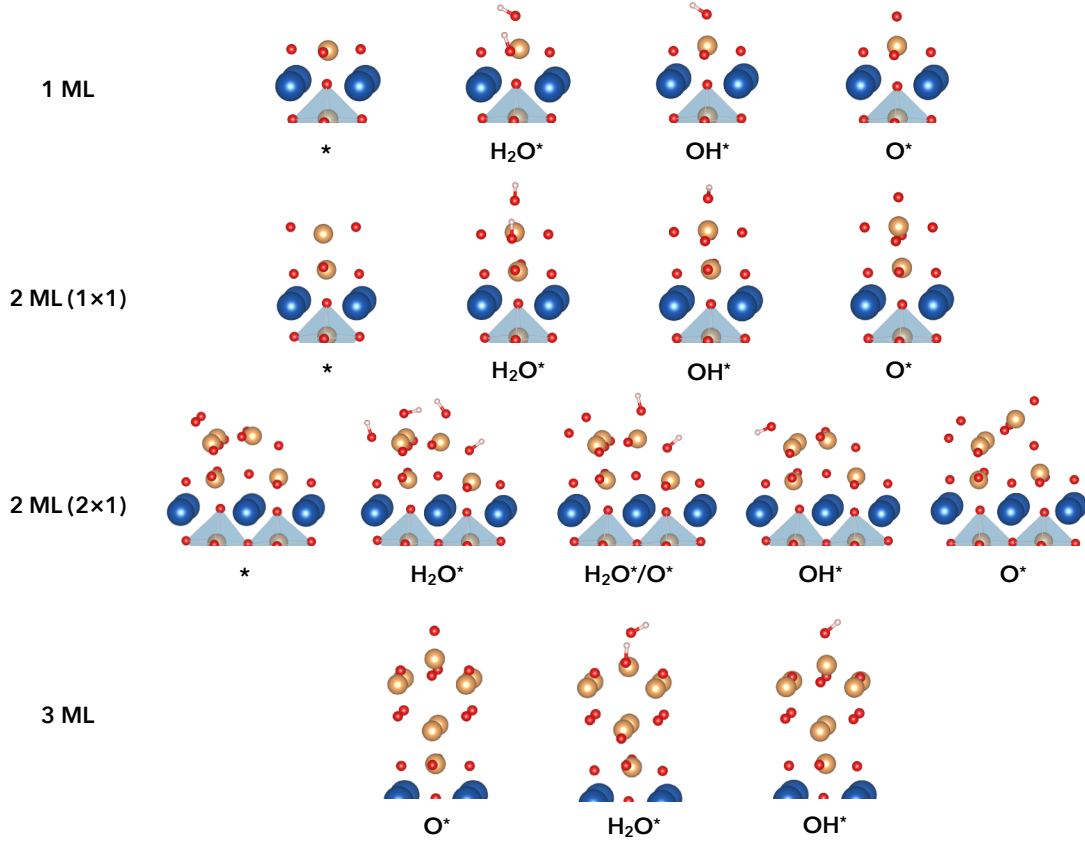 1 ML
* H₂O* OH* O*
2 ML (1×1)
* H₂O* OH* O*
2 ML (2×1)
* H₂O* H₂O*/O* OH* O*
3 ML
O* H₂O* OH*